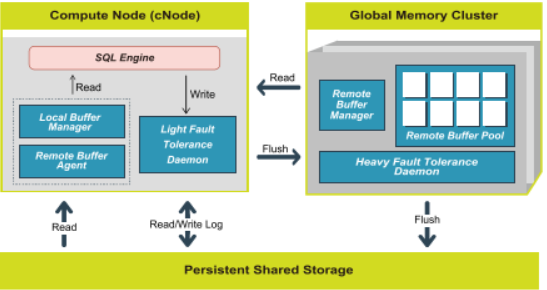 Compute Node (cNode)
SQL Engine
Read
Write
Local Buffer
Manager
Remote Buffer
Agent
Light Fault
Tolerance
Daemon
Read
Flush
Global Memory Cluster
Remote
Buffer
Manager
Remote Buffer Pool
Heavy Fault Tolerance
Daemon
Read
Read/Write Log
Flush
Persistent Shared Storage